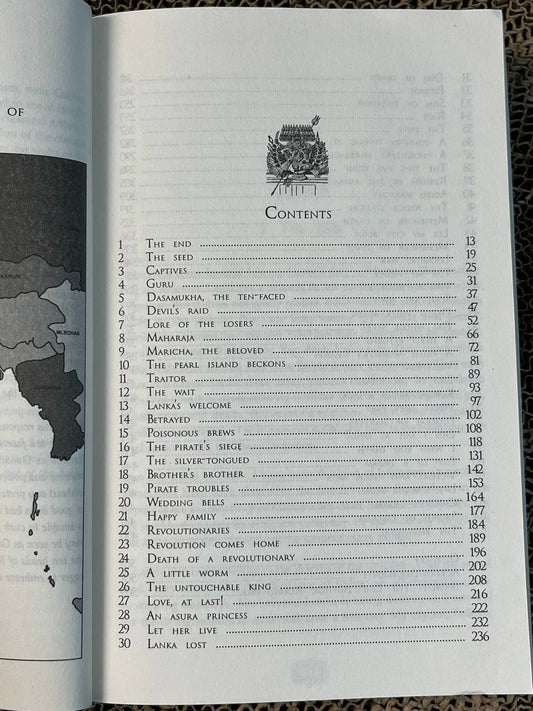 OF
MLECHAS
CONTENTS
1 THE END 13
2 THE SEED 19
3 CAPTIVES 25
4 GURU 31
5 DASAMUKHA, THE TEN-FACED 37
6 DEVIL'S RAID 47
7 LORE OF THE LOSERS 52
8 MAHARAJA 66
9 MARICHA, THE BELOVED 72
10 THE PEARL ISLAND BECKONS 81
11 TRAITOR 89
12 THE WAIT 93
13 LANKA'S WELCOME 97
14 BETRAYED 102
15 POISONOUS BREWS 108
16 THE PIRATE'S SIEGE 118
17 THE SILVER-TONGUED 131
18 BROTHER'S BROTHER 142
19 PIRATE TROUBLES 153
20 WEDDING BELLS 164
21 HAPPY FAMILY 177
22 REVOLUTIONARIES 184
23 REVOLUTION COMES HOME 189
24 DEATH OF A REVOLUTIONARY 196
25 A LITTLE WORM 202
26 THE UNTOUCHABLE KING 208
27 LOVE, AT LAST! 216
28 AN ASURA PRINCESS 222
29 LET HER LIVE 232
30 LANKA LOST 236